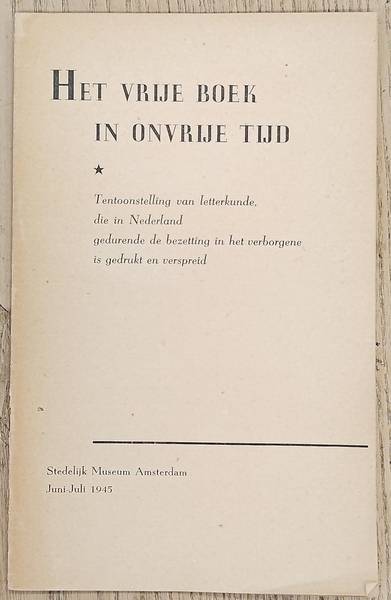 HET VRIJE BOEK
IN ONVRIJE TIJD
★
Tentoonstelling van letterkunde,
die in Nederland
gedurende de bezetting in het verborgene
is gedrukt en verspreid
Stedelijk Museum Amsterdam
Juni-Juli 1945